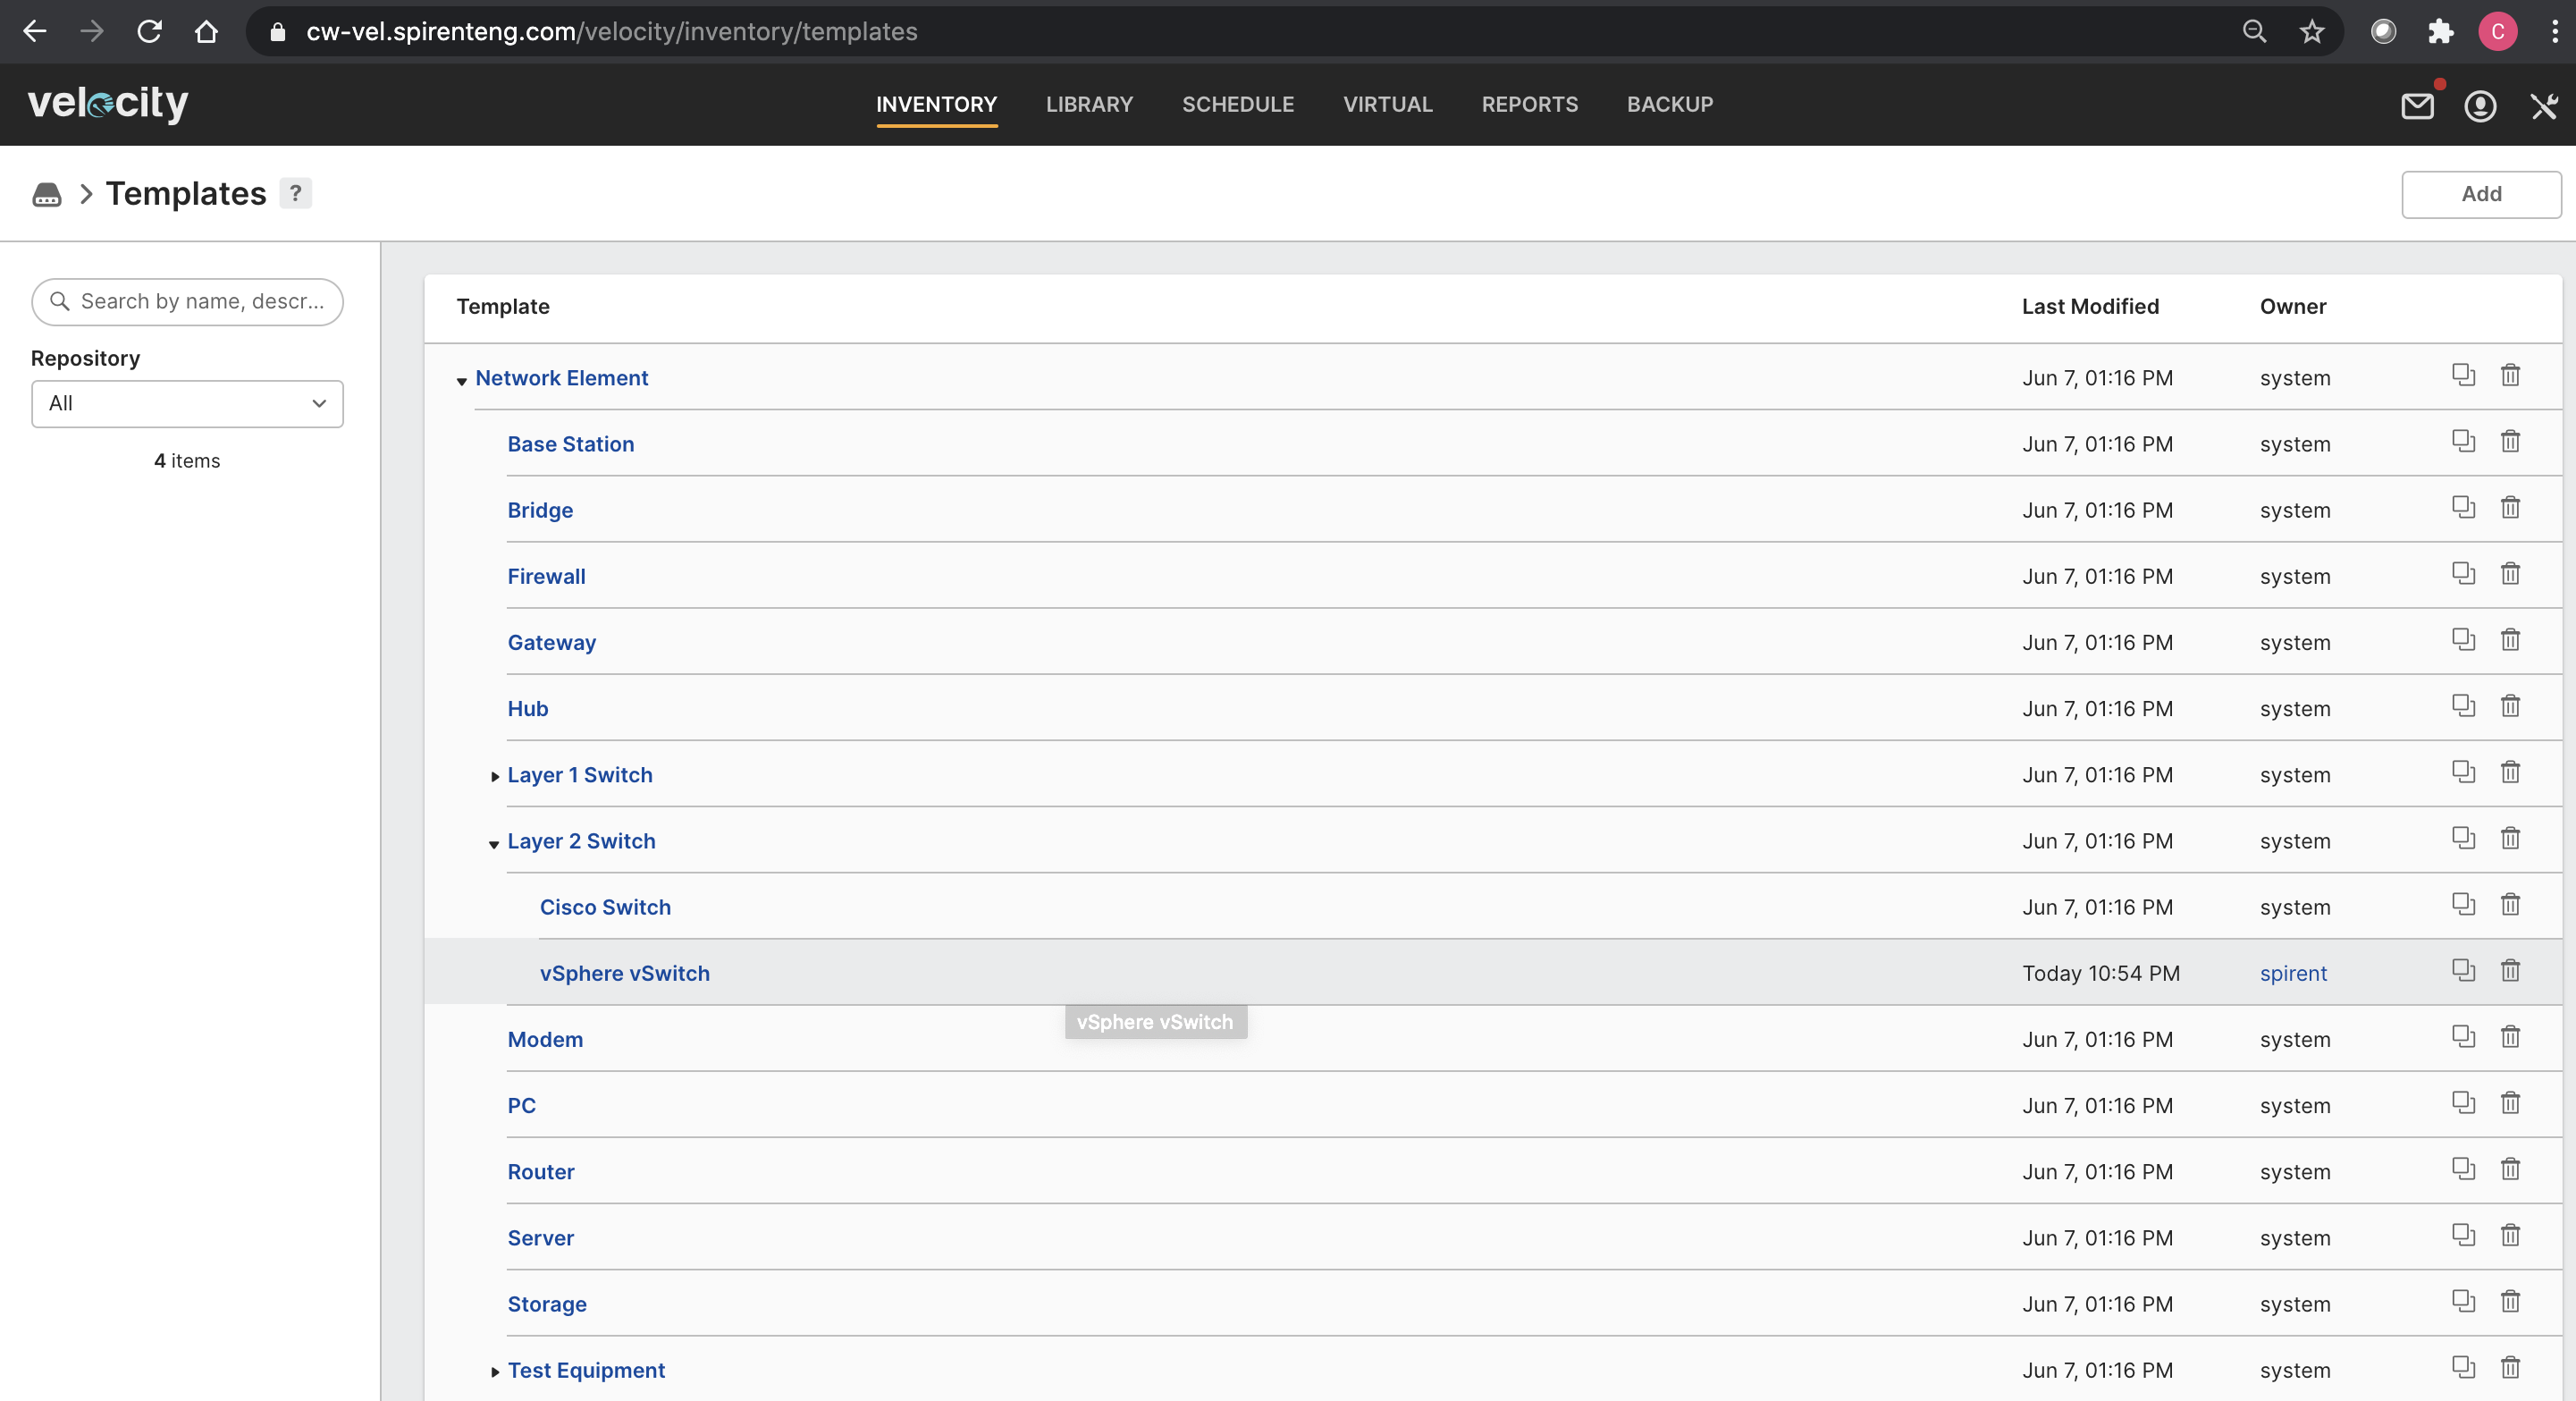 cw-vel.spirenteng.com/velocity/inventory/templates
C
velocity
INVENTORY LIBRARY SCHEDULE VIRTUAL REPORTS BACKUP
Templates ?
Add
Search by name, descr...
Repository
All
4 items
Template Last Modified Owner
Network Element Jun 7, 01:16 PM system
Base Station Jun 7, 01:16 PM system
Bridge Jun 7, 01:16 PM system
Firewall Jun 7, 01:16 PM system
Gateway Jun 7, 01:16 PM system
Hub Jun 7, 01:16 PM system
Layer 1 Switch Jun 7, 01:16 PM system
Layer 2 Switch Jun 7, 01:16 PM system
Cisco Switch Jun 7, 01:16 PM system
vSphere vSwitch Today 10:54 PM spirent
vSphere vSwitch
Modem Jun 7, 01:16 PM system
PC Jun 7, 01:16 PM system
Router Jun 7, 01:16 PM system
Server Jun 7, 01:16 PM system
Storage Jun 7, 01:16 PM system
Test Equipment Jun 7, 01:16 PM system